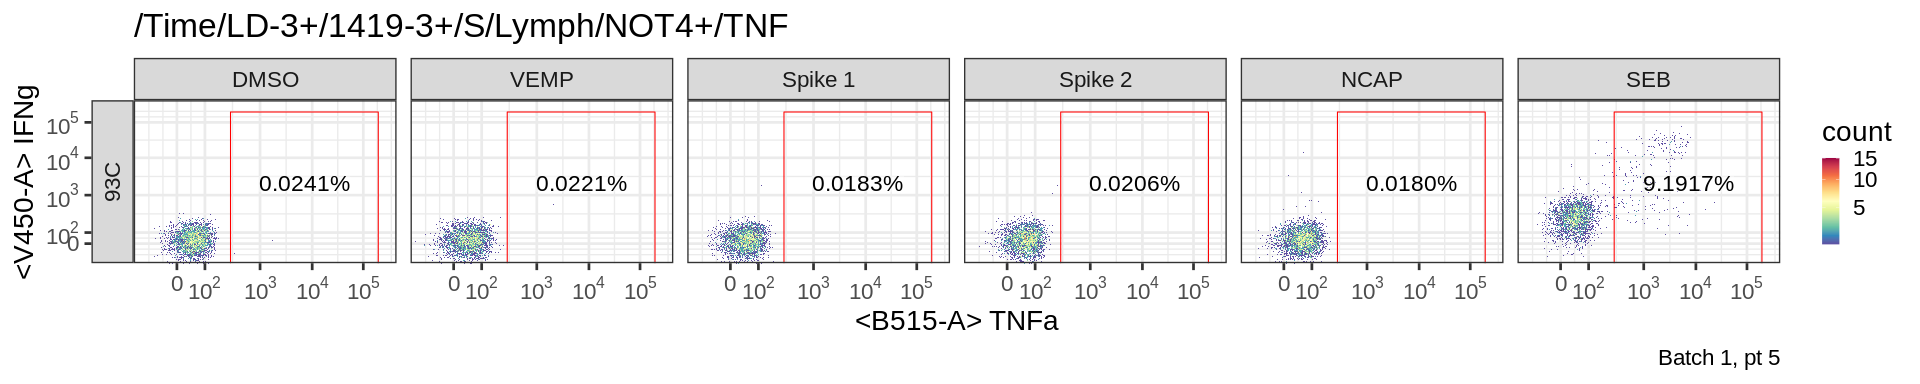 /Time/LD-3+/1419-3+/S/Lymph/NOT4+/TNF
DMSO VEMP Spike 1 Spike 2 NCAP SEB
<V450-A> IFNg
93C
10^5
10^4
10^3
10^2
0
0.0241% 0.0221% 0.0183% 0.0206% 0.0180% 9.1917%
0 10^2 10^3 10^4 10^5 0 10^2 10^3 10^4 10^5 0 10^2 10^3 10^4 10^5 0 10^2 10^3 10^4 10^5 0 10^2 10^3 10^4 10^5 0 10^2 10^3 10^4 10^5
<B515-A> TNFa
count
15
10
5
Batch 1, pt 5